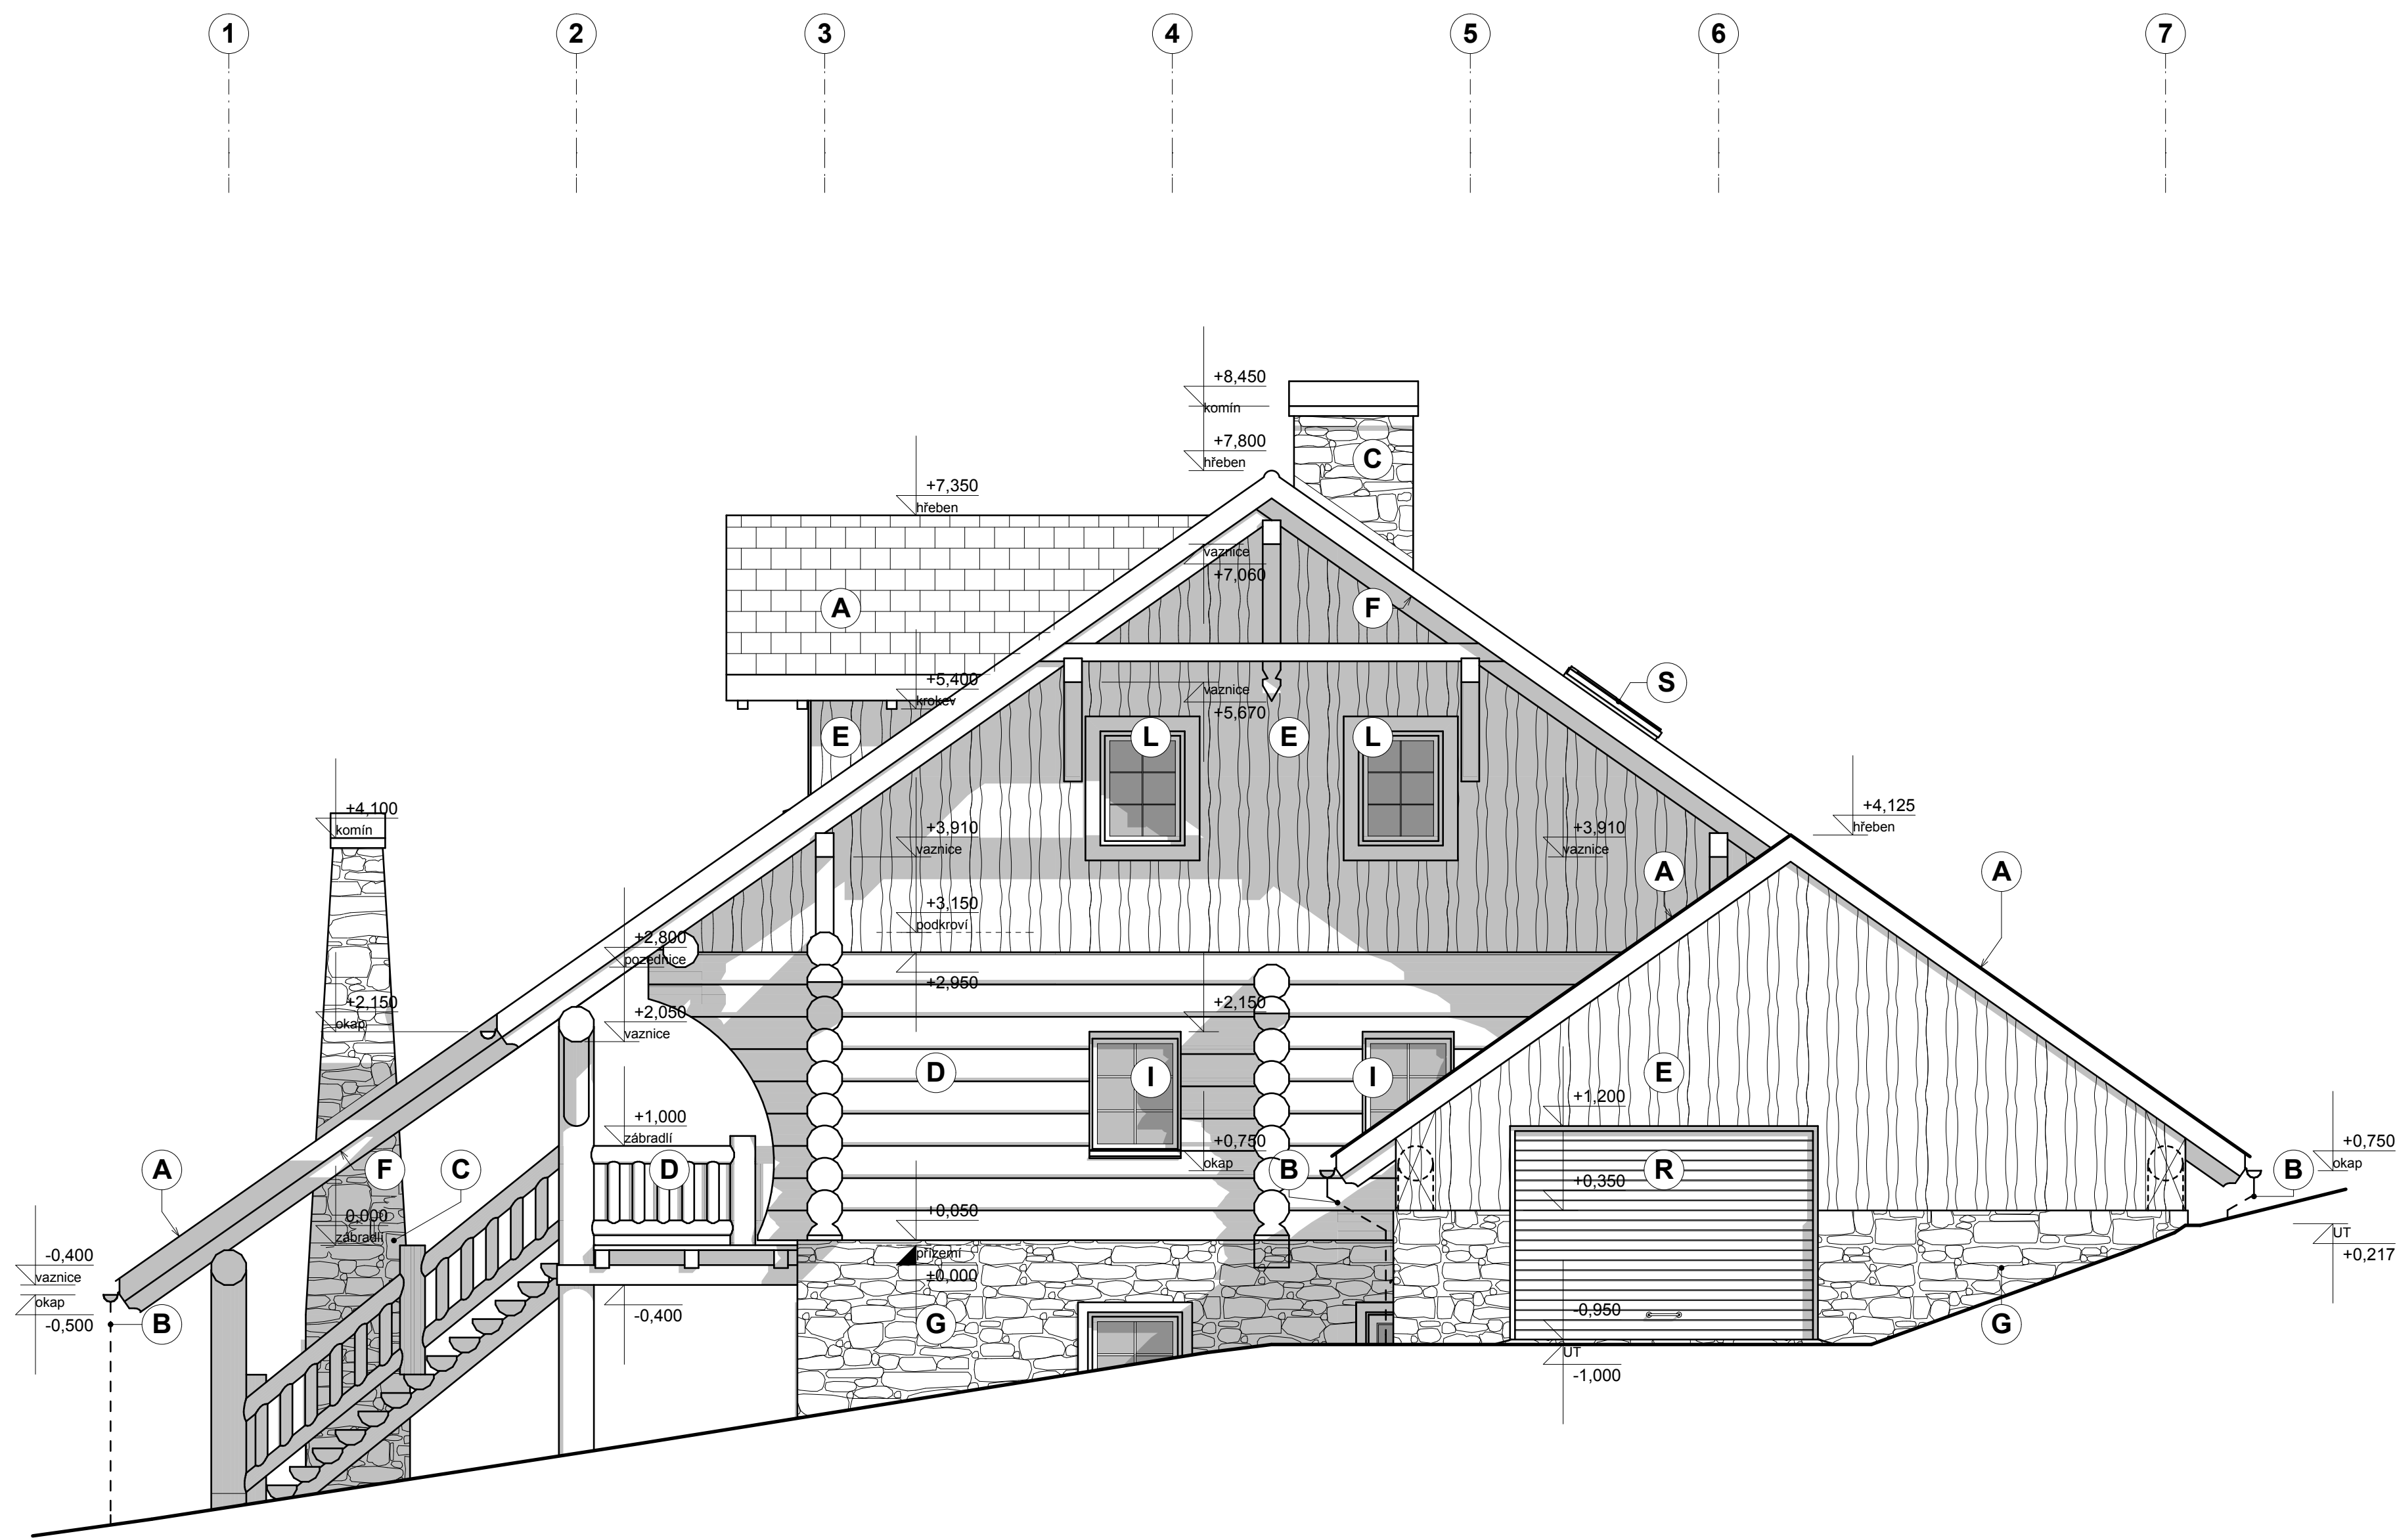 1 2 3 4 5 6 7
+8,450
komín
+7,800
hřeben
C
+7,350
hřeben
vaznice
+7,060
A
F
+5,400
krokev
vaznice
+5,670
S
E
L
E
L
+4,100
komín
+3,910
vaznice
+3,910
vaznice
+4,125
hřeben
A
A
+3,150
podkroví
+2,800
pozednice
+2,950
+2,150
okap
+2,050
vaznice
+2,150
D
I
I
E
+1,000
zábradlí
+1,200
+0,750
okap
+0,750
okap
A
F
C
D
B
R
B
+0,350
0,000
zábradlí
+0,050
přízemí
+0,000
UT
+0,217
-0,400
vaznice
okap
-0,500
B
-0,400
G
-0,950
G
UT
-1,000